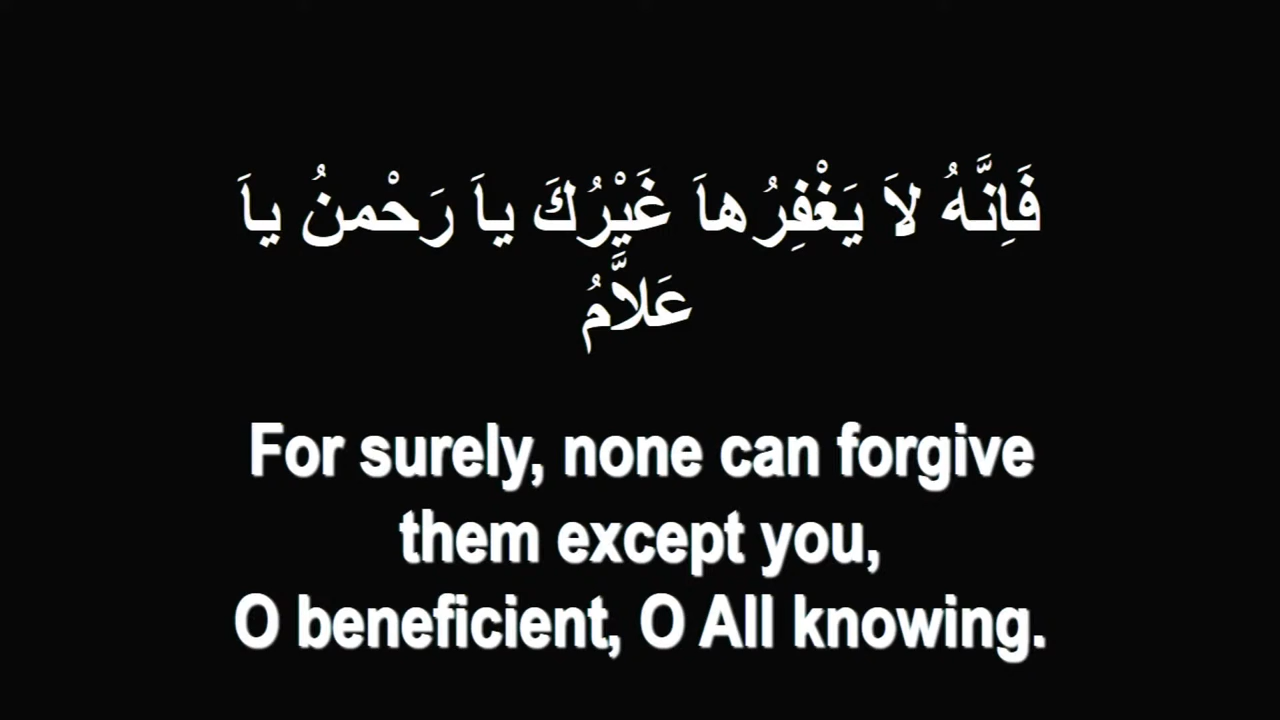 فَاِنَّهُ لاَ يَغْفِرُهاَ غَيْرُكَ ياَ رَحْمنُ ياَ
عَلاَّمُ
For surely, none can forgive
them except you,
O beneficient, O All knowing.